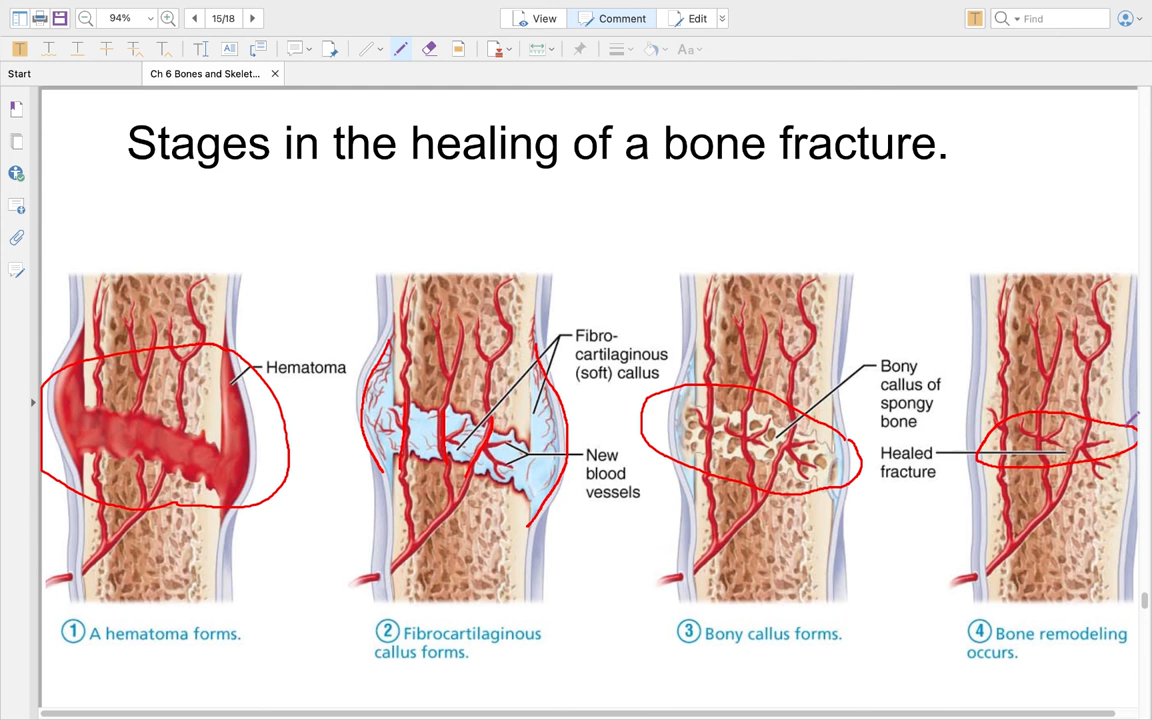 94%
15/18
View
Comment
Edit
Find
T
T
T
T
T
T
T
T
A
Aa
Start
Ch 6 Bones and Skelet...
Stages in the healing of a bone fracture.
Hematoma
Fibro-
cartilaginous
(soft) callus
New
blood
vessels
Bony
callus of
spongy
bone
Healed
fracture
1 A hematoma forms.
2 Fibrocartilaginous
callus forms.
3 Bony callus forms.
4 Bone remodeling
occurs.